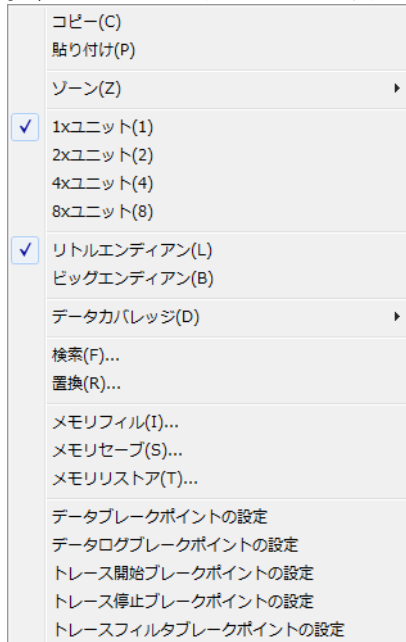 コピー(C)
貼り付け(P)
ゾーン(Z)
1xユニット(1)
2xユニット(2)
4xユニット(4)
8xユニット(8)
リトルエンディアン(L)
ビッグエンディアン(B)
データカバレッジ(D)
検索(F)...
置換(R)...
メモリフィル(I)...
メモリセーブ(S)...
メモリリストア(T)...
データブレークポイントの設定
データログブレークポイントの設定
トレース開始ブレークポイントの設定
トレース停止ブレークポイントの設定
トレースフィルタブレークポイントの設定